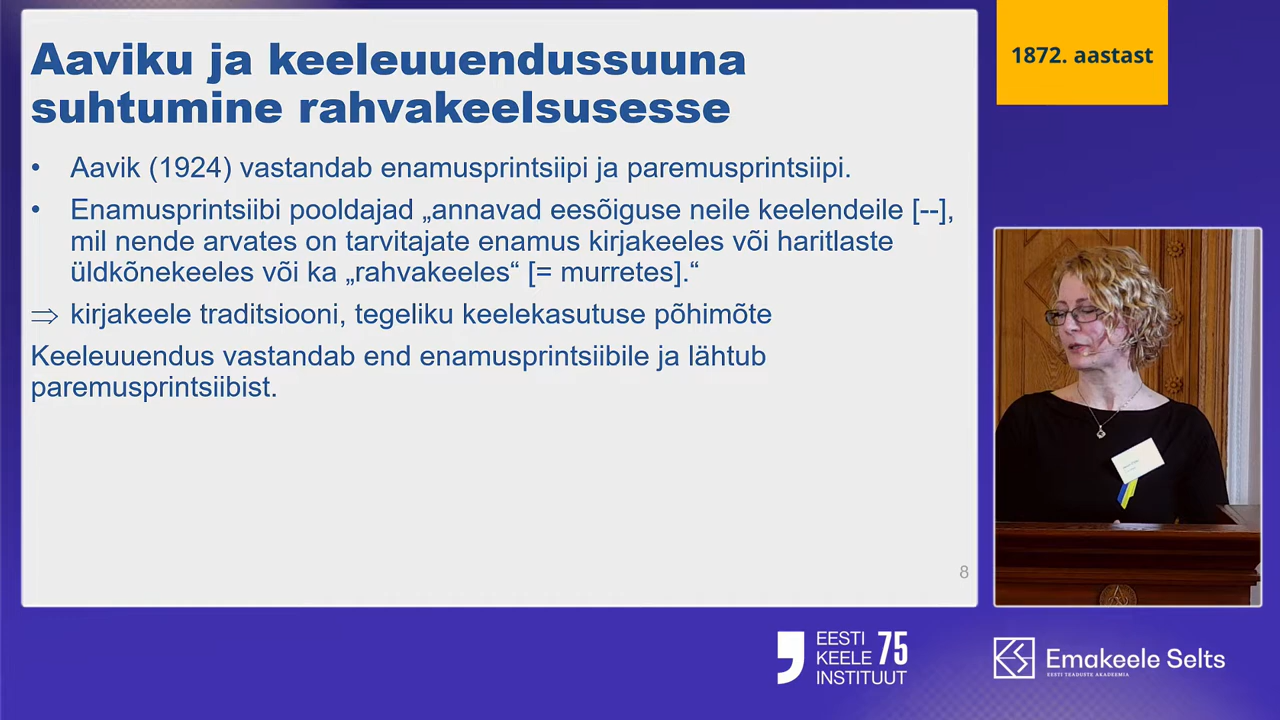 Aaviku ja keeleuuendussuuna
suhtumine rahvakeelsusesse
• Aavik (1924) vastandab enamusprintsiipi ja paremusprintsiipi.
• Enamusprintsiibi pooldajad „annavad eesõiguse neile keelendeile [--],
mil nende arvates on tarvitajate enamus kirjakeeles või haritlaste
üldkõnekeeles või ka „rahvakeeles“ [= murretes].“
⇒ kirjakeele traditsiooni, tegeliku keelekasutuse põhimõte
Keeleuuendus vastandab end enamusprintsiibile ja lähtub
paremusprintsiibist.
8
1872. aastast
EESTI
KEELE 75
INSTITUUT
Emakeele Selts
EESTI TEADUSTE AKADEEMIA